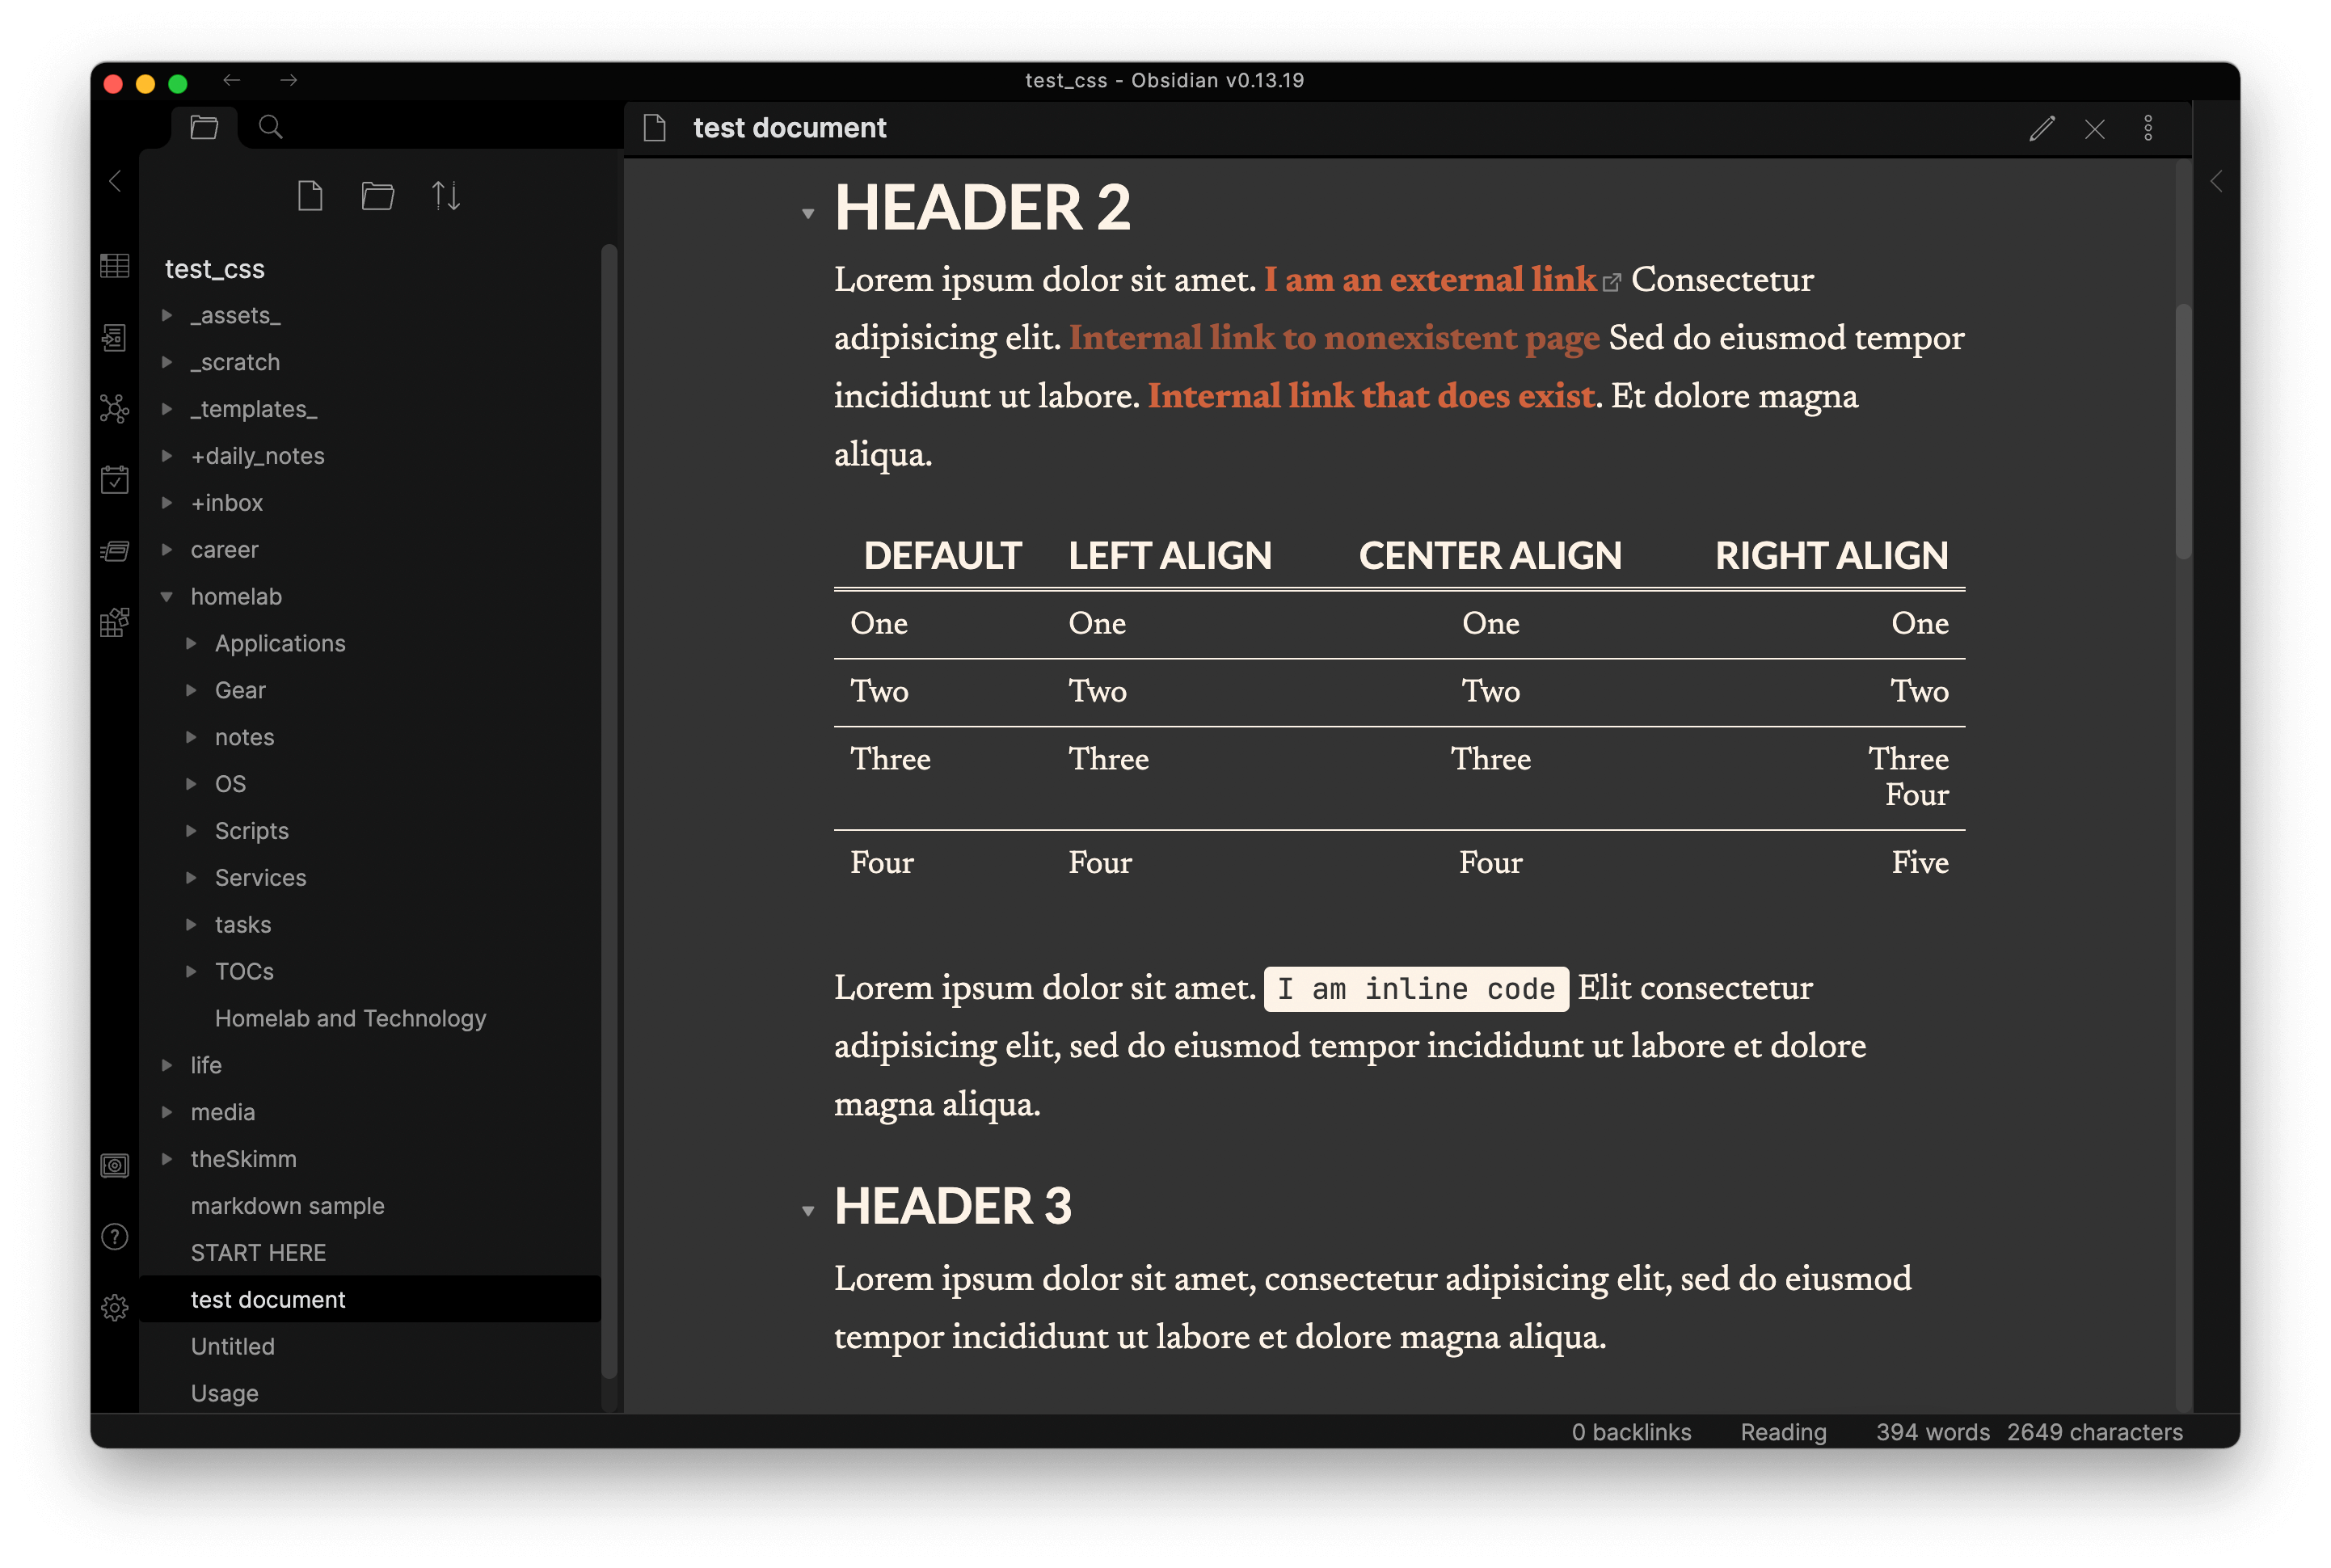 test_css - Obsidian v0.13.19
test document
test_css
_assets_
_scratch
_templates_
+daily_notes
+inbox
career
homelab
Applications
Gear
notes
OS
Scripts
Services
tasks
TOCs
Homelab and Technology
life
media
theSkimm
markdown sample
START HERE
test document
Untitled
Usage
HEADER 2
Lorem ipsum dolor sit amet. I am an external link Consectetur
adipisicing elit. Internal link to nonexistent page Sed do eiusmod tempor
incididunt ut labore. Internal link that does exist. Et dolore magna
aliqua.
DEFAULT LEFT ALIGN CENTER ALIGN RIGHT ALIGN
One One One One
Two Two Two Two
Three Three Three Three
Four
Four Four Four Five
Lorem ipsum dolor sit amet. I am inline code Elit consectetur
adipisicing elit, sed do eiusmod tempor incididunt ut labore et dolore
magna aliqua.
HEADER 3
Lorem ipsum dolor sit amet, consectetur adipisicing elit, sed do eiusmod
tempor incididunt ut labore et dolore magna aliqua.
0 backlinks Reading 394 words 2649 characters